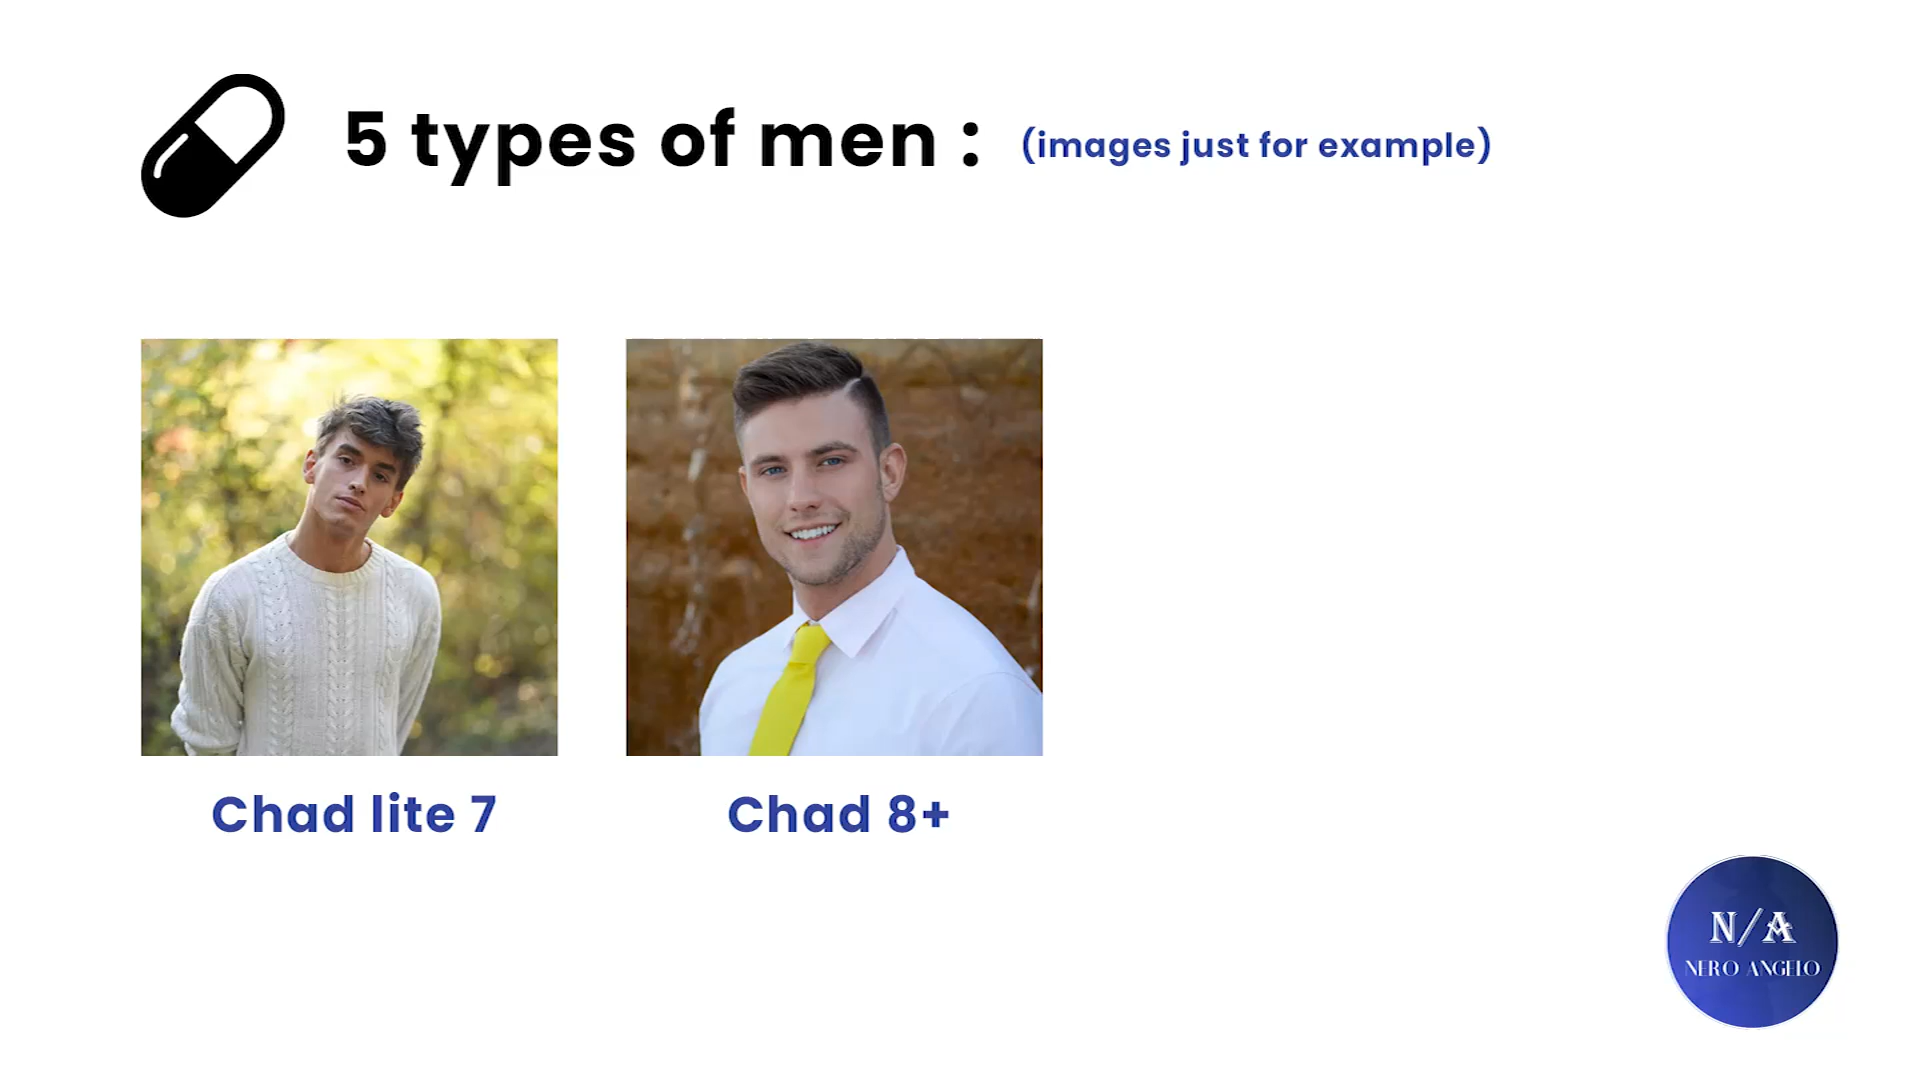 5 types of men : (images just for example)
Chad lite 7
Chad 8+
N/A
NERO ANGELO